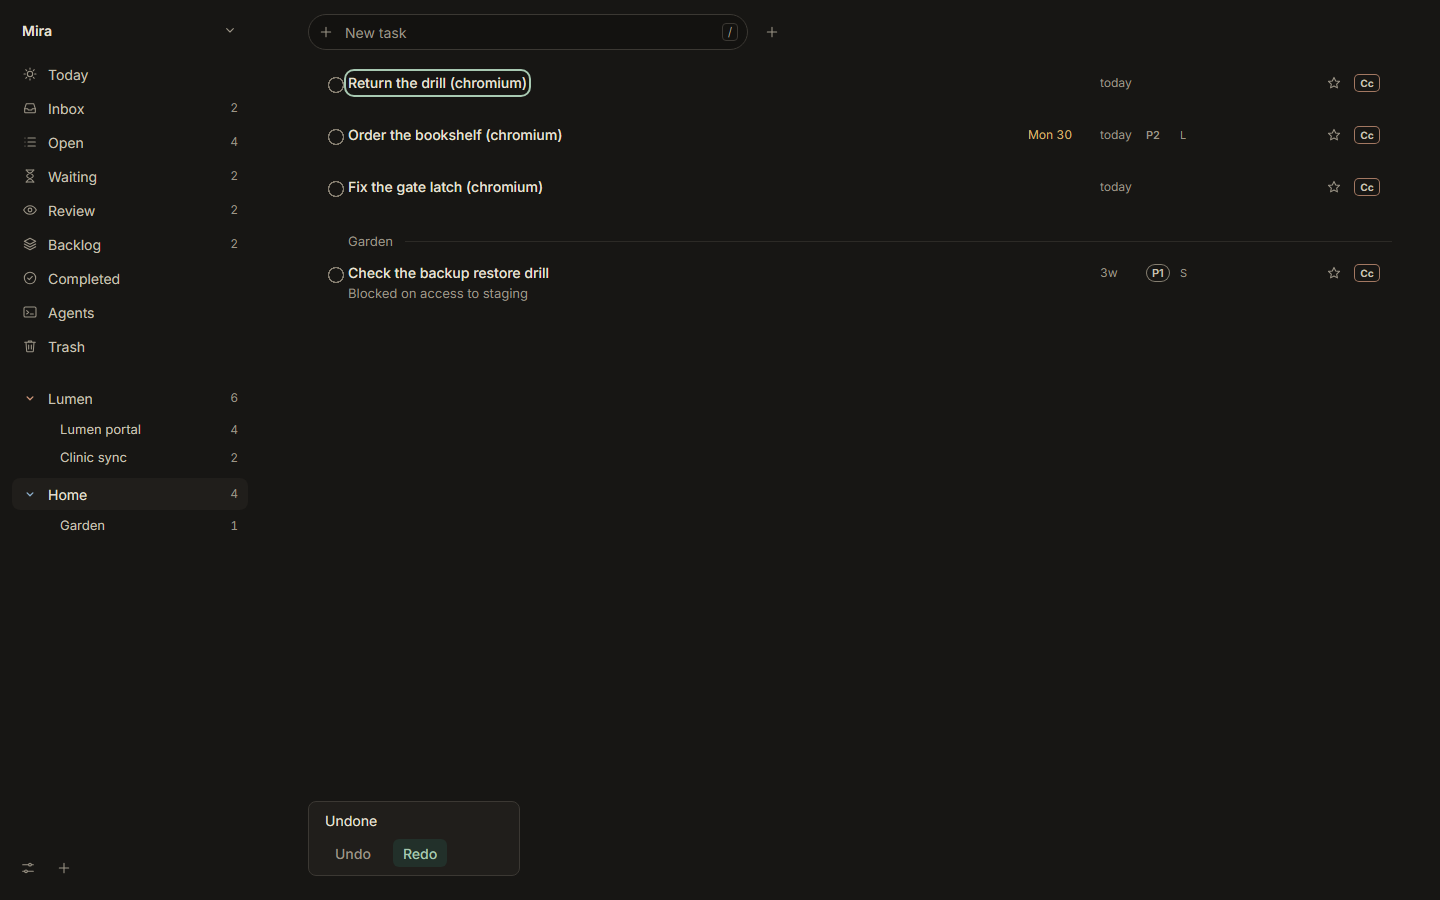 Mira
Today
Inbox 2
Open 4
Waiting 2
Review 2
Backlog 2
Completed
Agents
Trash
Lumen 6
Lumen portal 4
Clinic sync 2
Home 4
Garden 1
New task /
Return the drill (chromium) today Cc
Order the bookshelf (chromium) Mon 30 today P2 L Cc
Fix the gate latch (chromium) today Cc
Garden
Check the backup restore drill 3w P1 S Cc
Blocked on access to staging
Undone
Undo Redo